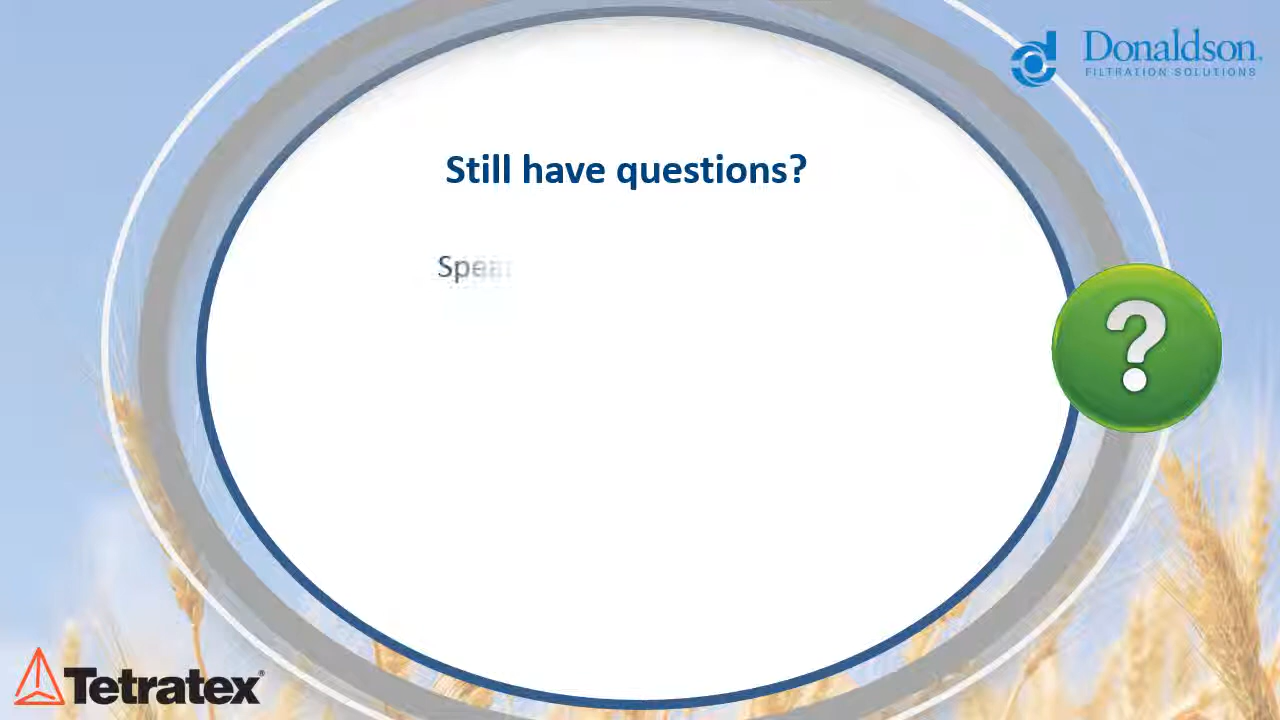 Donaldson.
FILTRATION SOLUTIONS
Still have questions?
?
Tetratex®